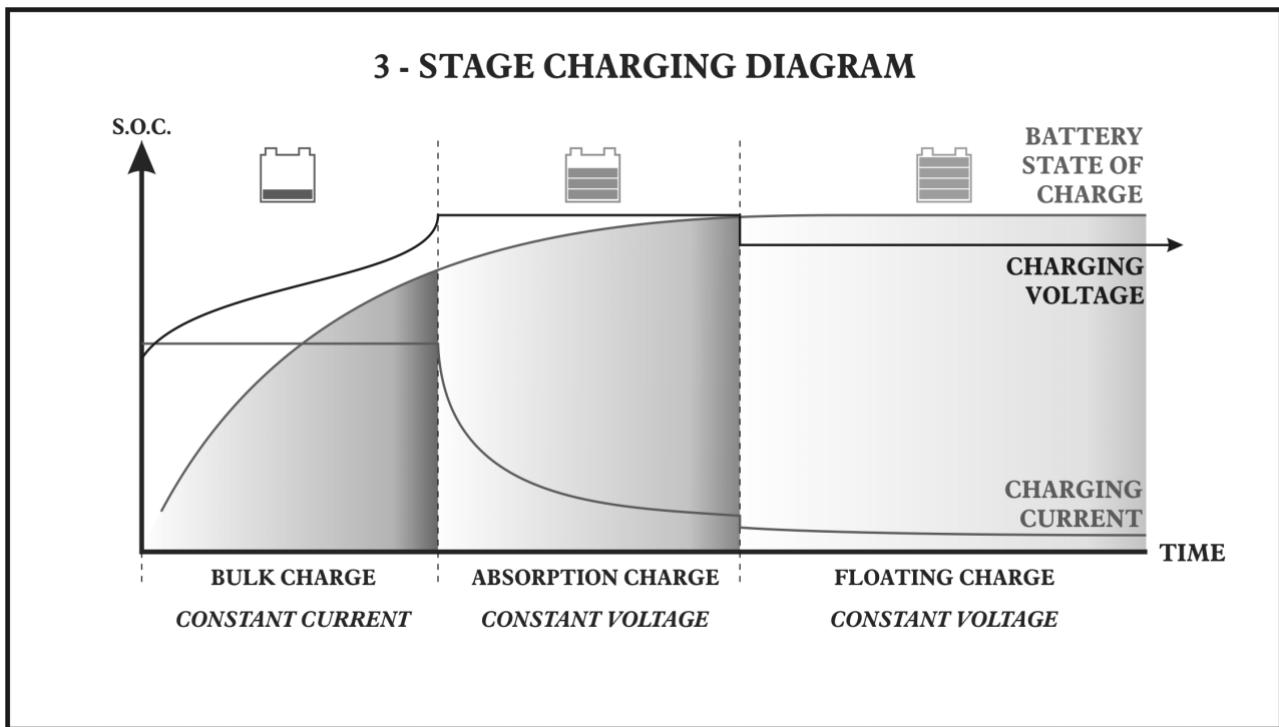 3 - STAGE CHARGING DIAGRAM
S.O.C.
BATTERY
STATE OF
CHARGE
CHARGING
VOLTAGE
CHARGING
CURRENT
TIME
BULK CHARGE
ABSORPTION CHARGE
FLOATING CHARGE
CONSTANT CURRENT
CONSTANT VOLTAGE
CONSTANT VOLTAGE